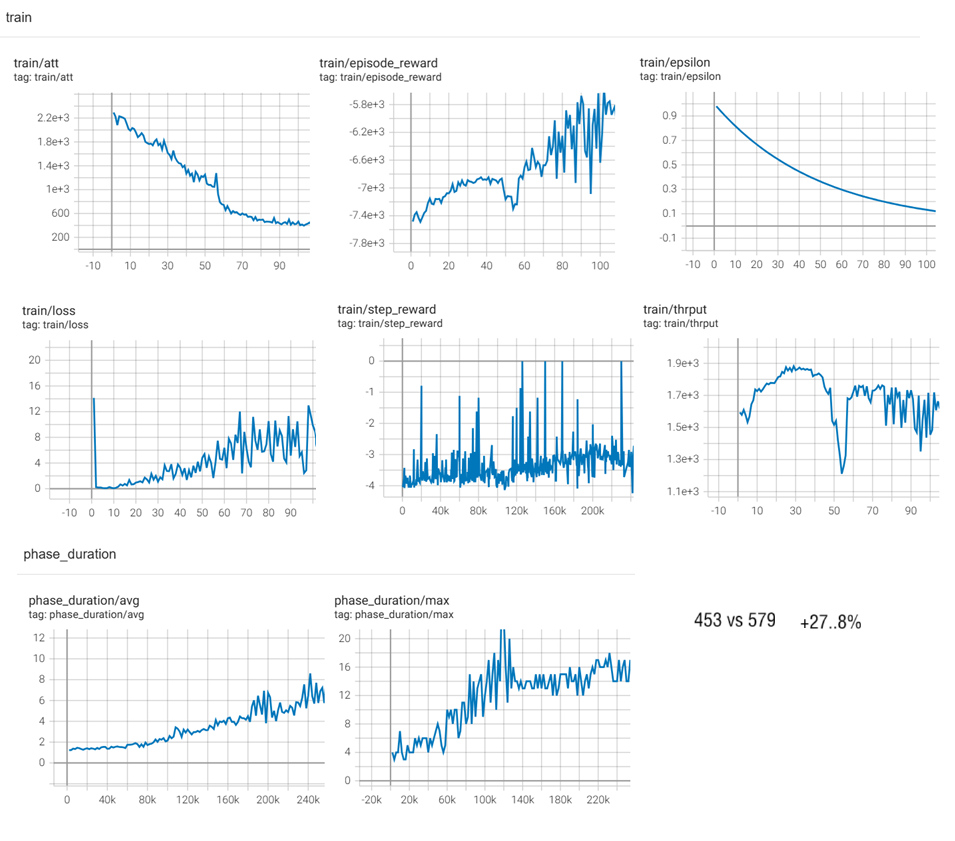 train
train/att
tag: train/att
2.2e+3
1.8e+3
1.4e+3
1e+3
600
200
-10 10 30 50 70 90
train/episode_reward
tag: train/episode_reward
-5.8e+3
-6.2e+3
-6.6e+3
-7e+3
-7.4e+3
-7.8e+3
0 20 40 60 80 100
train/epsilon
tag: train/epsilon
0.9
0.7
0.5
0.3
0.1
-0.1
-10 0 10 20 30 40 50 60 70 80 90 100
train/loss
tag: train/loss
20
16
12
8
4
0
-10 0 10 20 30 40 50 60 70 80 90
train/step_reward
tag: train/step_reward
0
-1
-2
-3
-4
0 40k 80k 120k 160k 200k
train/thrput
tag: train/thrput
1.9e+3
1.7e+3
1.5e+3
1.3e+3
1.1e+3
-10 10 30 50 70 90
phase_duration
phase_duration/avg
tag: phase_duration/avg
12
10
8
6
4
2
0
0 40k 80k 120k 160k 200k 240k
phase_duration/max
tag: phase_duration/max
20
16
12
8
4
0
-20k 20k 60k 100k 140k 180k 220k
453 vs 579 +27..8%